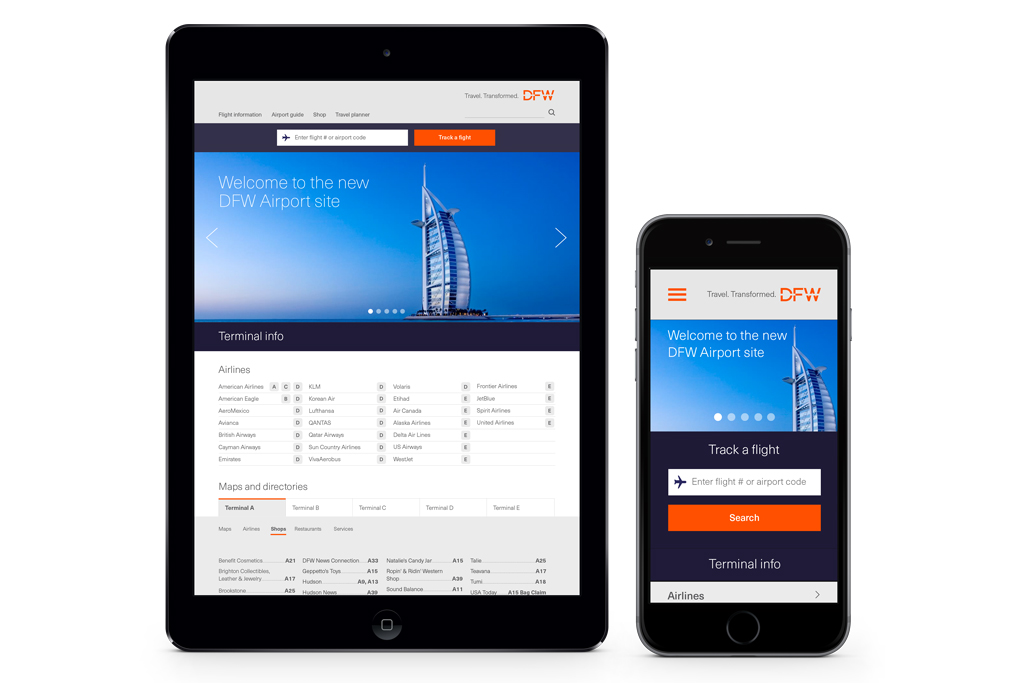 Travel. Transformed. DFW
Flight information Airport guide Shop Travel planner
Enter flight # or airport code Track a flight
Welcome to the new
DFW Airport site
Terminal info
Airlines
American Airlines A C D KLM D Volaris D Frontier Airlines E
American Eagle B D Korean Air D Etihad E JetBlue E
AeroMexico D Lufthansa D Air Canada E Spirit Airlines E
Avianca D QANTAS D Alaska Airlines E United Airlines E
British Airways D Qatar Airways D Delta Air Lines E
Cayman Airways D Sun Country Airlines D US Airways E
Emirates D VivaAerobus D WestJet E
Maps and directories
Terminal A Terminal B Terminal C Terminal D Terminal E
Maps Airlines Shops Restaurants Services
Benefit Cosmetics A21 DFW News Connection A33 Natalie's Candy Jar A15 Talie A25
Brighton Collectibles, Geppetto's Toys A15 Ropin' & Ridin' Western Teavana A17
Leather & Jewelry A17 Hudson A9, A13 Shop A39 Tumi A18
Brookstone A25 Hudson News A39 Sound Balance A11 USA Today A15 Bag Claim
Travel. Transformed. DFW
Welcome to the new
DFW Airport site
Track a flight
Enter flight # or airport code
Search
Terminal info
Airlines